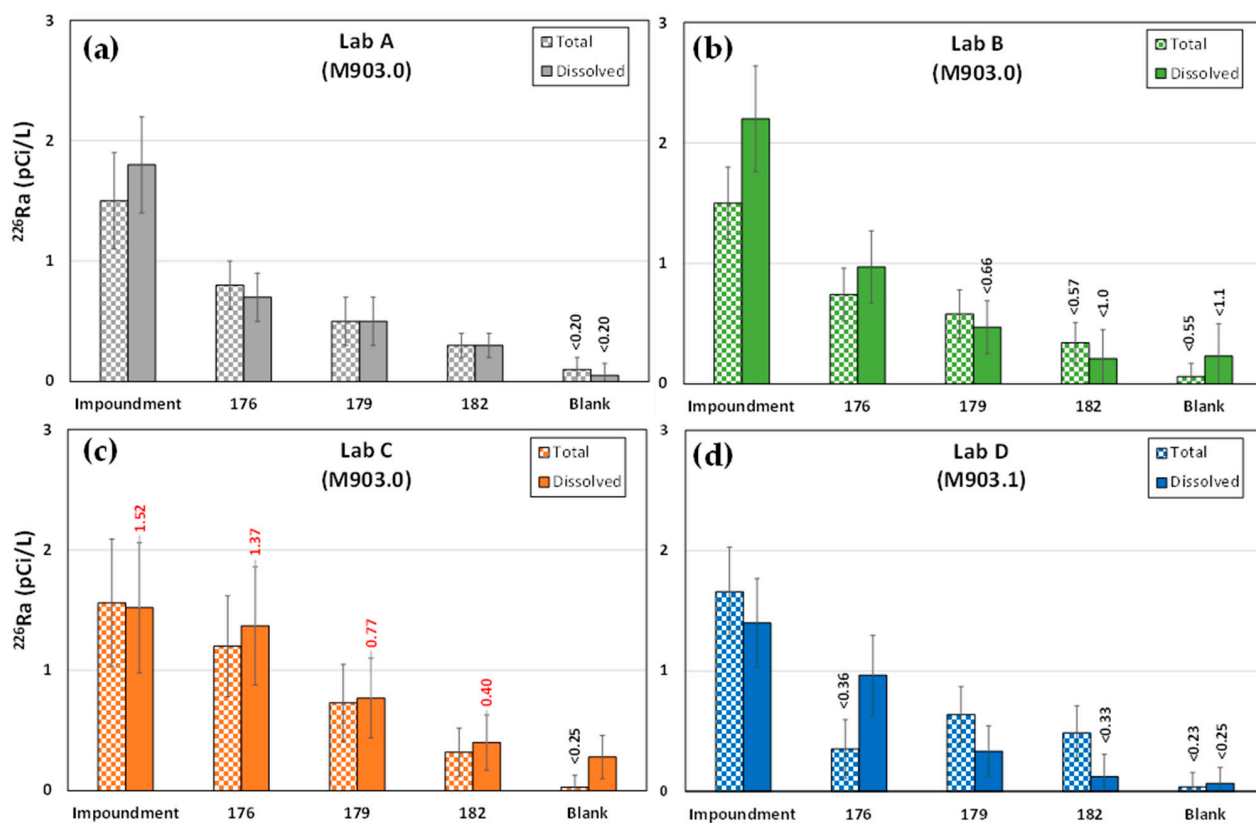 (a)
Lab A
(M903.0)
Total
Dissolved
²²⁶Ra (pCi/L)
3
2
1
0
<0.20
<0.20
Impoundment
176
179
182
Blank
(b)
Lab B
(M903.0)
Total
Dissolved
3
2
1
0
<0.66
<0.57
<1.0
<0.55
<1.1
Impoundment
176
179
182
Blank
(c)
Lab C
(M903.0)
Total
Dissolved
²²⁶Ra (pCi/L)
3
2
1
0
1.52
1.37
0.77
0.40
<0.25
Impoundment
176
179
182
Blank
(d)
Lab D
(M903.1)
Total
Dissolved
3
2
1
0
<0.36
<0.33
<0.23
<0.25
Impoundment
176
179
182
Blank